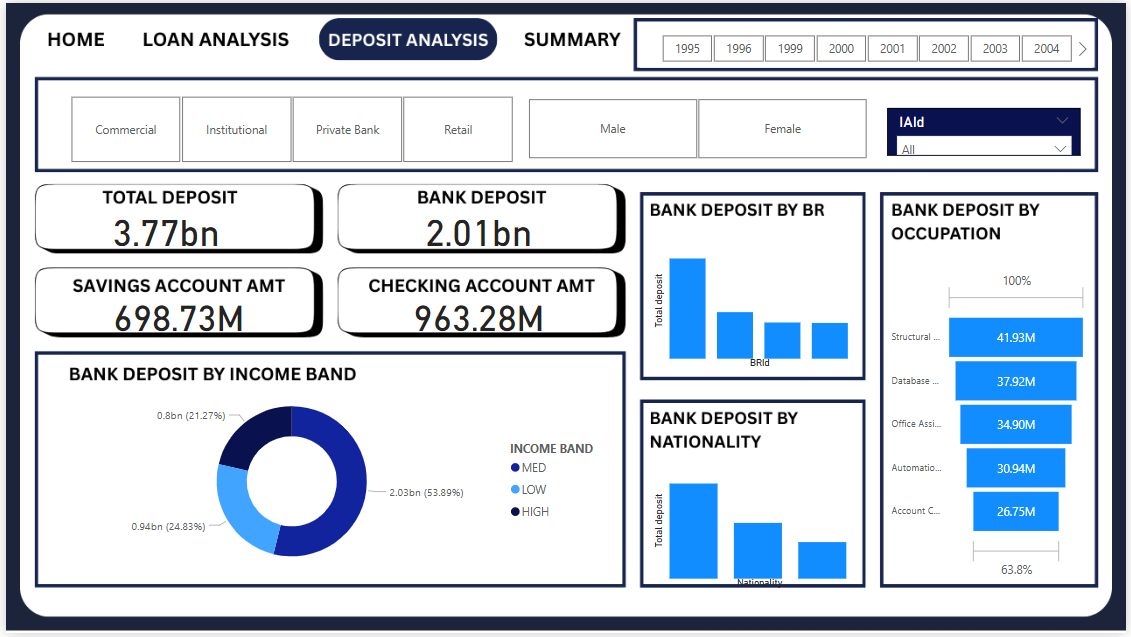 HOME
LOAN ANALYSIS
DEPOSIT ANALYSIS
SUMMARY
1995
1996
1999
2000
2001
2002
2003
2004
Commercial
Institutional
Private Bank
Retail
Male
Female
IAId
All
TOTAL DEPOSIT
3.77bn
BANK DEPOSIT
2.01bn
SAVINGS ACCOUNT AMT
698.73M
CHECKING ACCOUNT AMT
963.28M
BANK DEPOSIT BY INCOME BAND
0.8bn (21.27%)
2.03bn (53.89%)
0.94bn (24.83%)
INCOME BAND
MED
LOW
HIGH
BANK DEPOSIT BY BR
Total deposit
BRId
BANK DEPOSIT BY
NATIONALITY
Total deposit
Nationality
BANK DEPOSIT BY
OCCUPATION
100%
Structural ...
41.93M
Database ...
37.92M
Office Assi...
34.90M
Automatio...
30.94M
Account C...
26.75M
63.8%